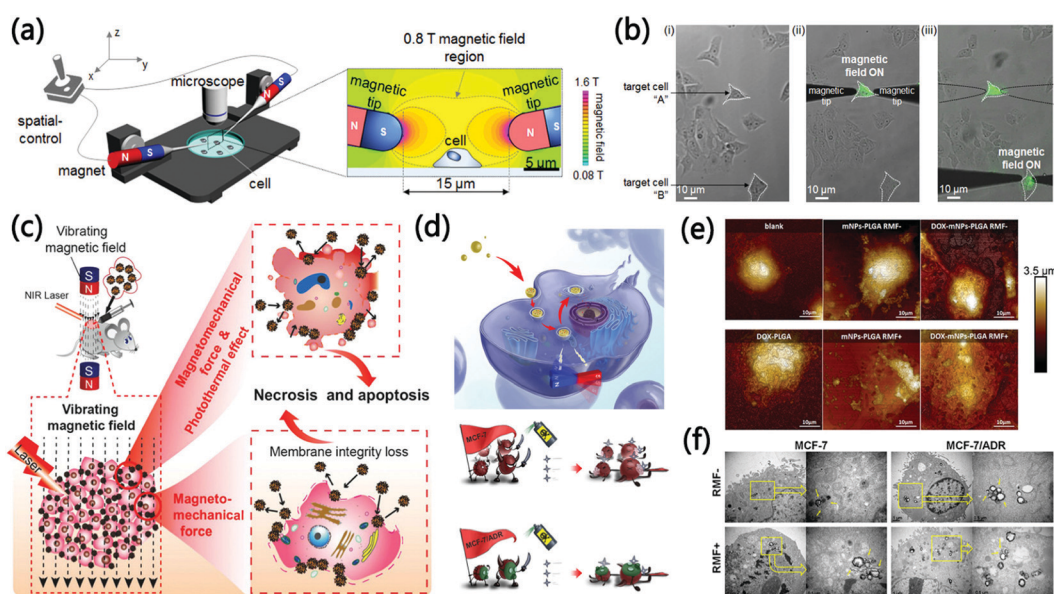 (a)
z
x
y
microscope
spatial-
control
magnet
N
S
N
S
cell
0.8 T magnetic field
region
magnetic
tip
magnetic
tip
N
S
N
S
cell
5 µm
15 µm
1.6 T
magnetic field
0.08 T
(b)
(i)
(ii)
(iii)
target cell
"A"
target cell
"B"
10 µm
magnetic
field ON
magnetic
tip
magnetic
tip
10 µm
magnetic
field ON
10 µm
(c)
Vibrating
magnetic field
S
N
NIR Laser
S
N
Vibrating
magnetic field
Laser
Magnetomechanical
force &
Photothermal effect
Magneto-
mechanical
force
Necrosis and apoptosis
Membrane integrity loss
(d)
MCF-7
MCF-7/ADR
(e)
blank
mNPs-PLGA RMF-
DOX-mNPs-PLGA RMF-
10µm
10µm
10µm
DOX-PLGA
mNPs-PLGA RMF+
DOX-mNPs-PLGA RMF+
10µm
10µm
10µm
3.5 µm
(f)
MCF-7
MCF-7/ADR
RMF-
RMF+